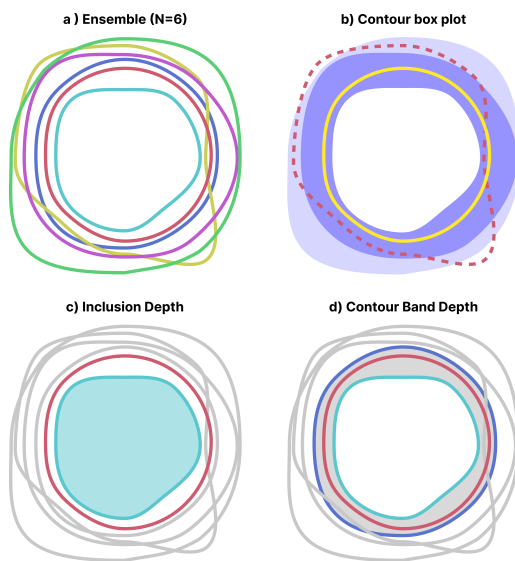 a ) Ensemble (N=6)
b) Contour box plot
c) Inclusion Depth
d) Contour Band Depth